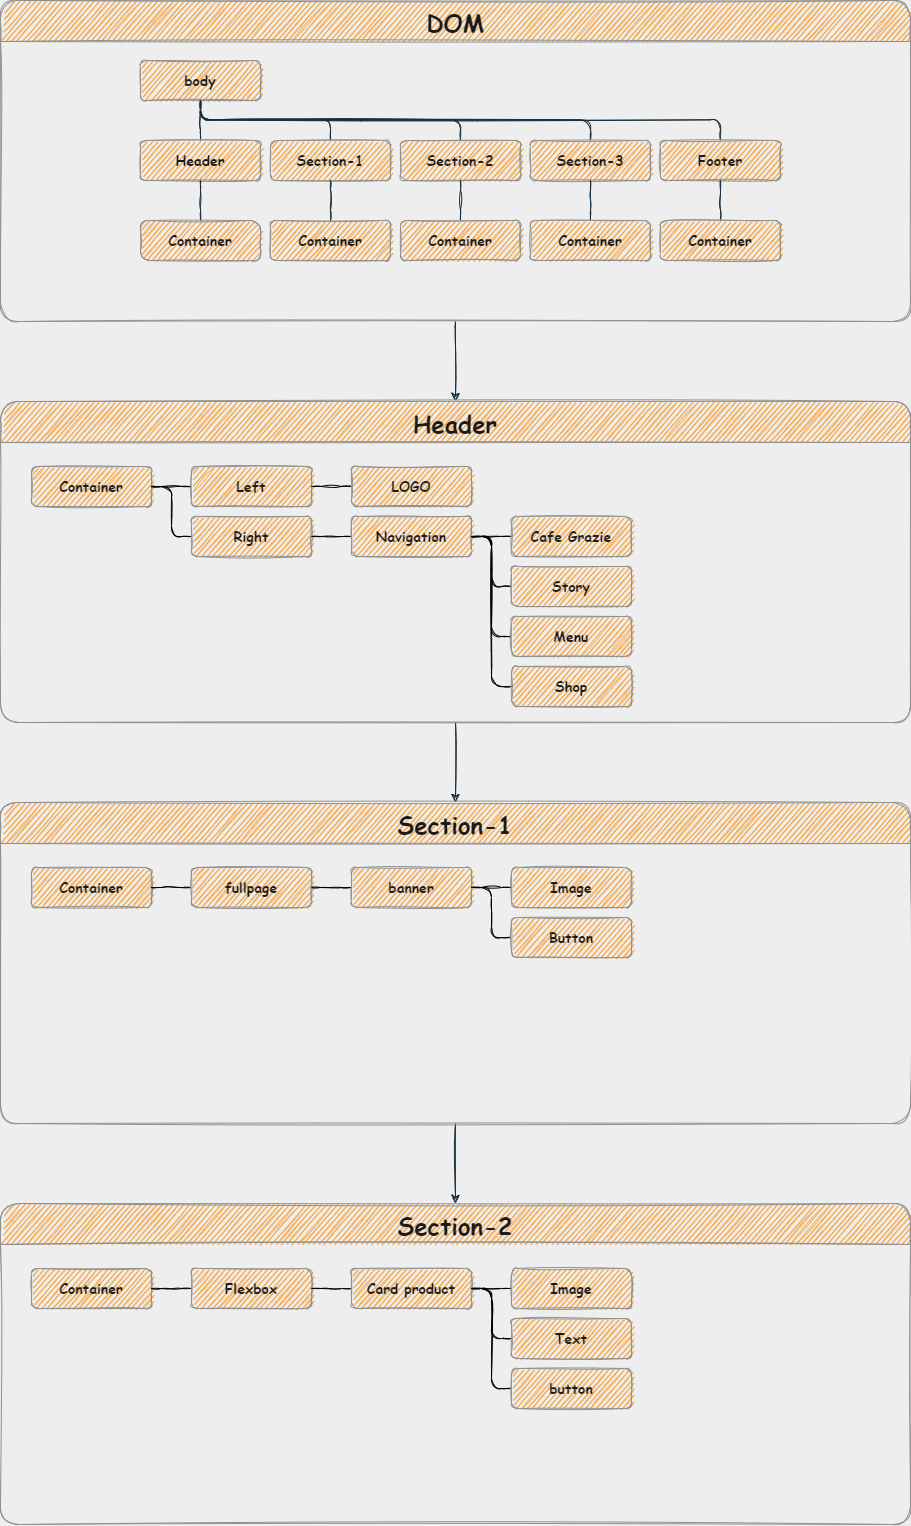 DOM
body
Header
Section-1
Section-2
Section-3
Footer
Container
Container
Container
Container
Container
Header
Container
Left
LOGO
Right
Navigation
Cafe Grazie
Story
Menu
Shop
Section-1
Container
fullpage
banner
Image
Button
Section-2
Container
Flexbox
Card product
Image
Text
button